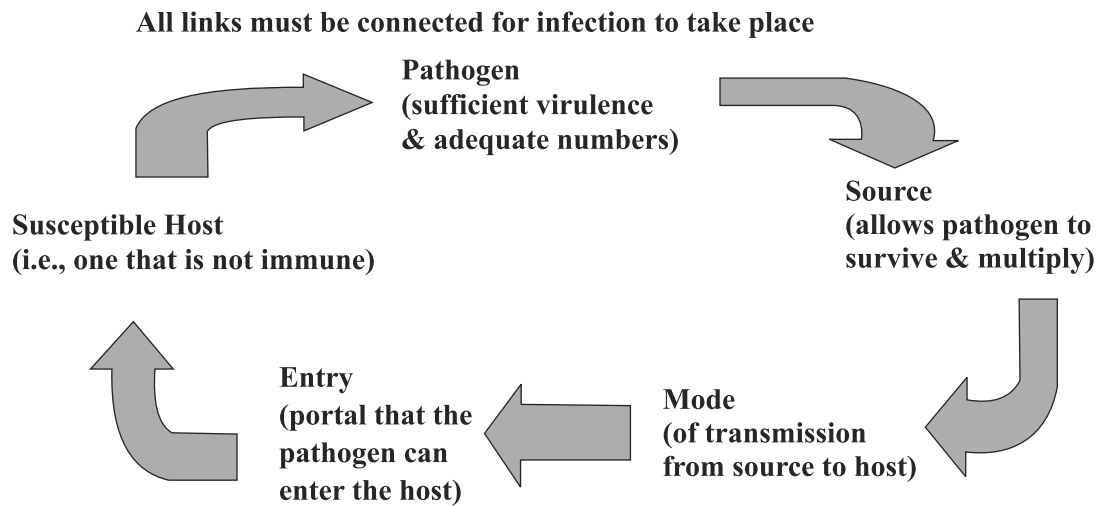 All links must be connected for infection to take place
Pathogen
(sufficient virulence
& adequate numbers)
Source
(allows pathogen to
survive & multiply)
Mode
(of transmission
from source to host)
Entry
(portal that the
pathogen can
enter the host)
Susceptible Host
(i.e., one that is not immune)